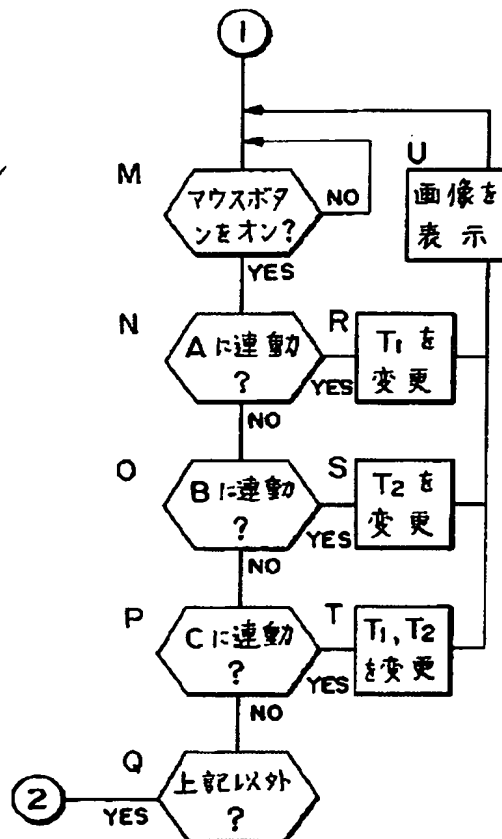 1
M
マウスボタ
ンをオン?
NO
YES
U
画像を
表示
N
Aに連動
?
YES
NO
R
T1を
変更
O
Bに連動
?
YES
NO
S
T2を
変更
P
Cに連動
?
YES
NO
T
T1,T2
を変更
Q
上記以外
?
YES
2